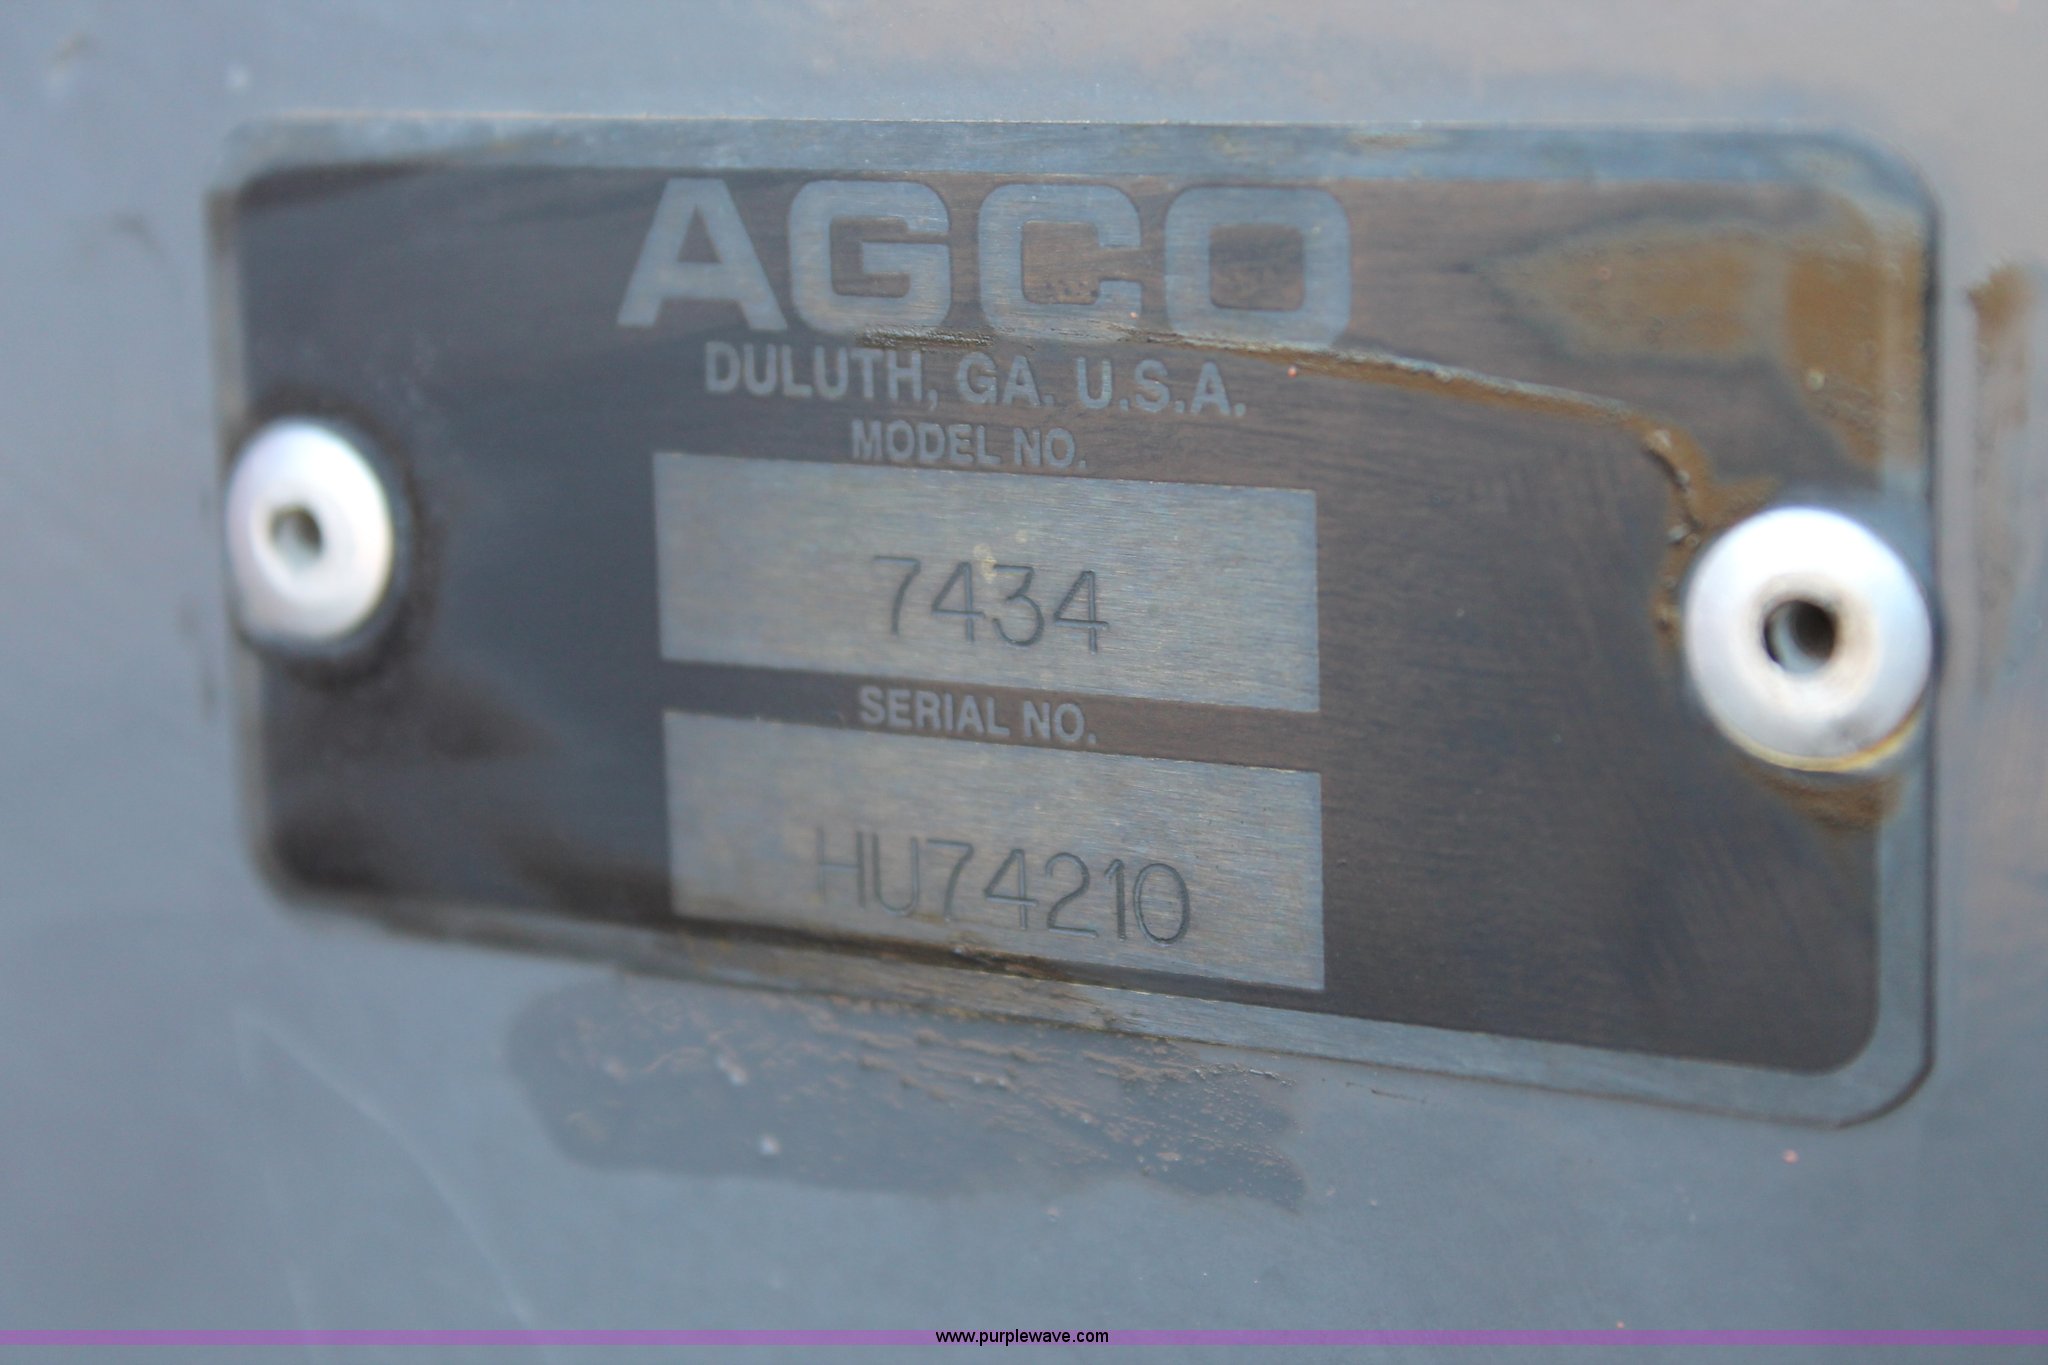 AGCO
DULUTH, GA. U.S.A.
MODEL NO.
7434
SERIAL NO.
HU74210
www.purplewave.com